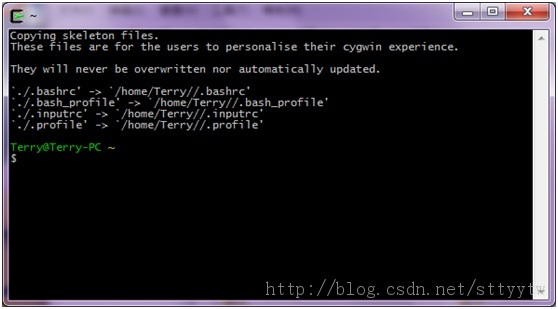 ~
Copying skeleton files.
These files are for the users to personalise their cygwin experience.
They will never be overwritten nor automatically updated.
`./.bashrc' -> `/home/Terry//.bashrc'
`./.bash_profile' -> `/home/Terry//.bash_profile'
`./.inputrc' -> `/home/Terry//.inputrc'
`./.profile' -> `/home/Terry//.profile'
Terry@Terry-PC ~
$
http://blog.csdn.net/sttyytw